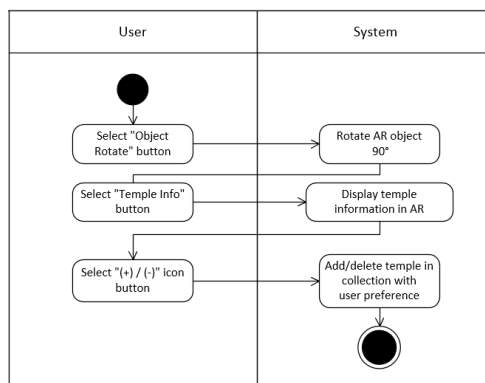 User
System
Select "Object
Rotate" button
Rotate AR object
90°
Select "Temple Info"
button
Display temple
information in AR
Select "(+) / (-)" icon
button
Add/delete temple in
collection with
user preference